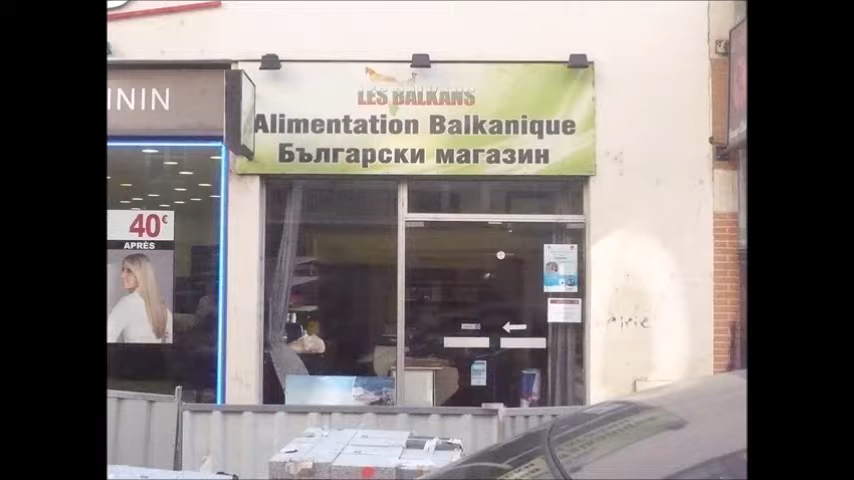 ININ
LES BALKANS
Alimentation Balkanique
Български магазин
40€
APRÈS